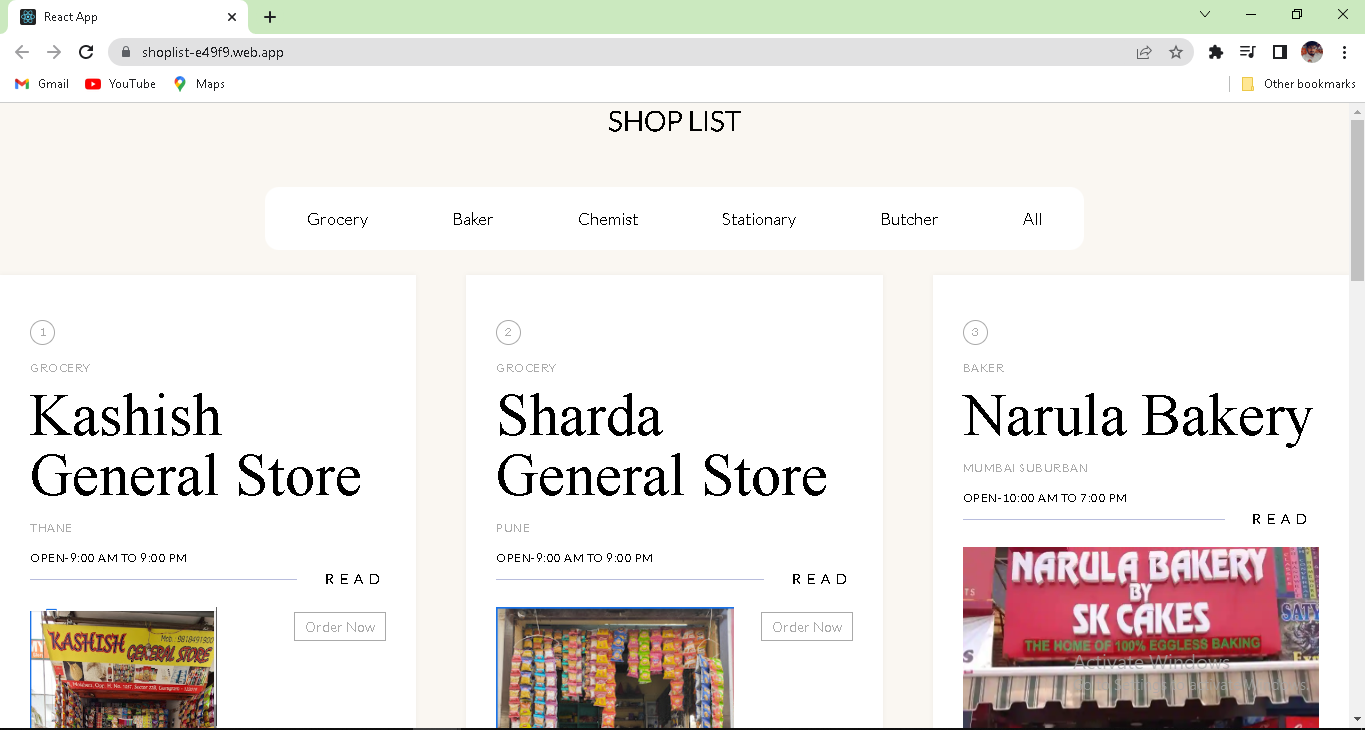 React App
shoplist-e49f9.web.app
Gmail YouTube Maps Other bookmarks
SHOP LIST
Grocery Baker Chemist Stationary Butcher All
1
GROCERY
Kashish
General Store
THANE
OPEN-9:00 AM TO 9:00 PM
READ
Order Now
KASHISH
GENERAL STORE
2
GROCERY
Sharda
General Store
PUNE
OPEN-9:00 AM TO 9:00 PM
READ
Order Now
3
BAKER
Narula Bakery
MUMBAI SUBURBAN
OPEN-10:00 AM TO 7:00 PM
READ
NARULA BAKERY
BY
SK CAKES
THE HOME OF 100% EGGLESS BAKING
Activate Windows